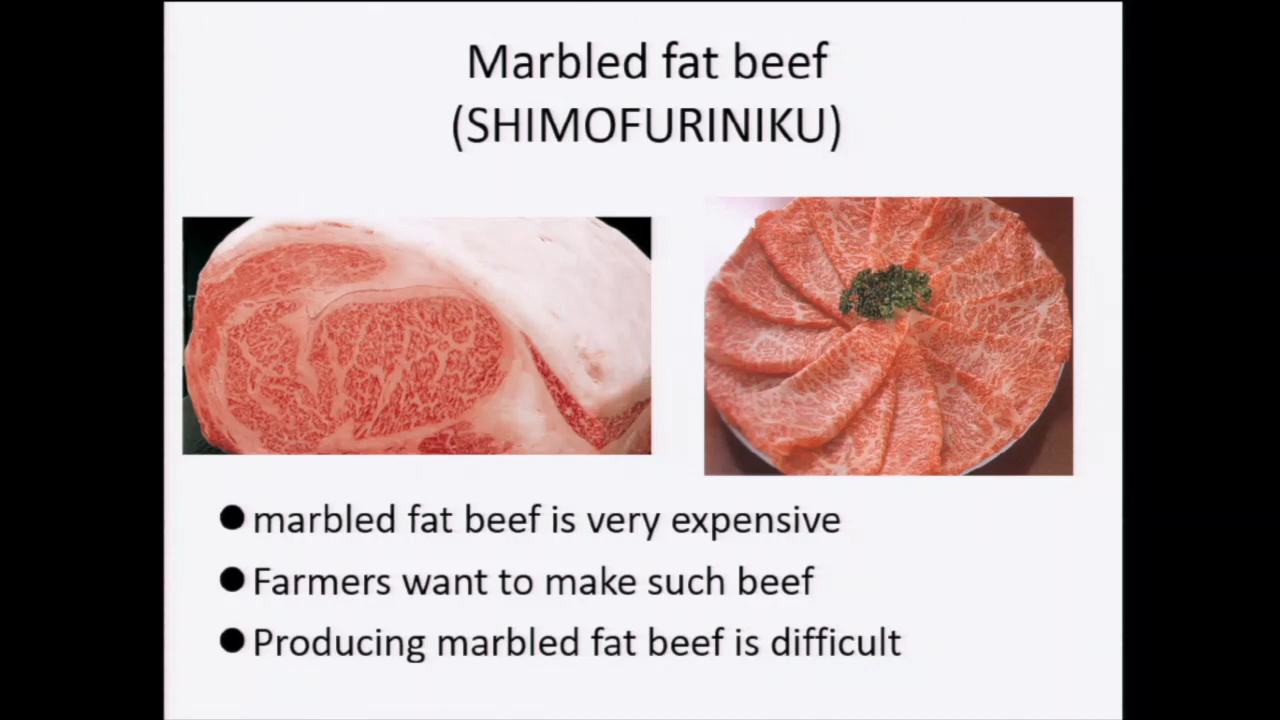 Marbled fat beef
(SHIMOFURINIKU)
● marbled fat beef is very expensive
● Farmers want to make such beef
● Producing marbled fat beef is difficult